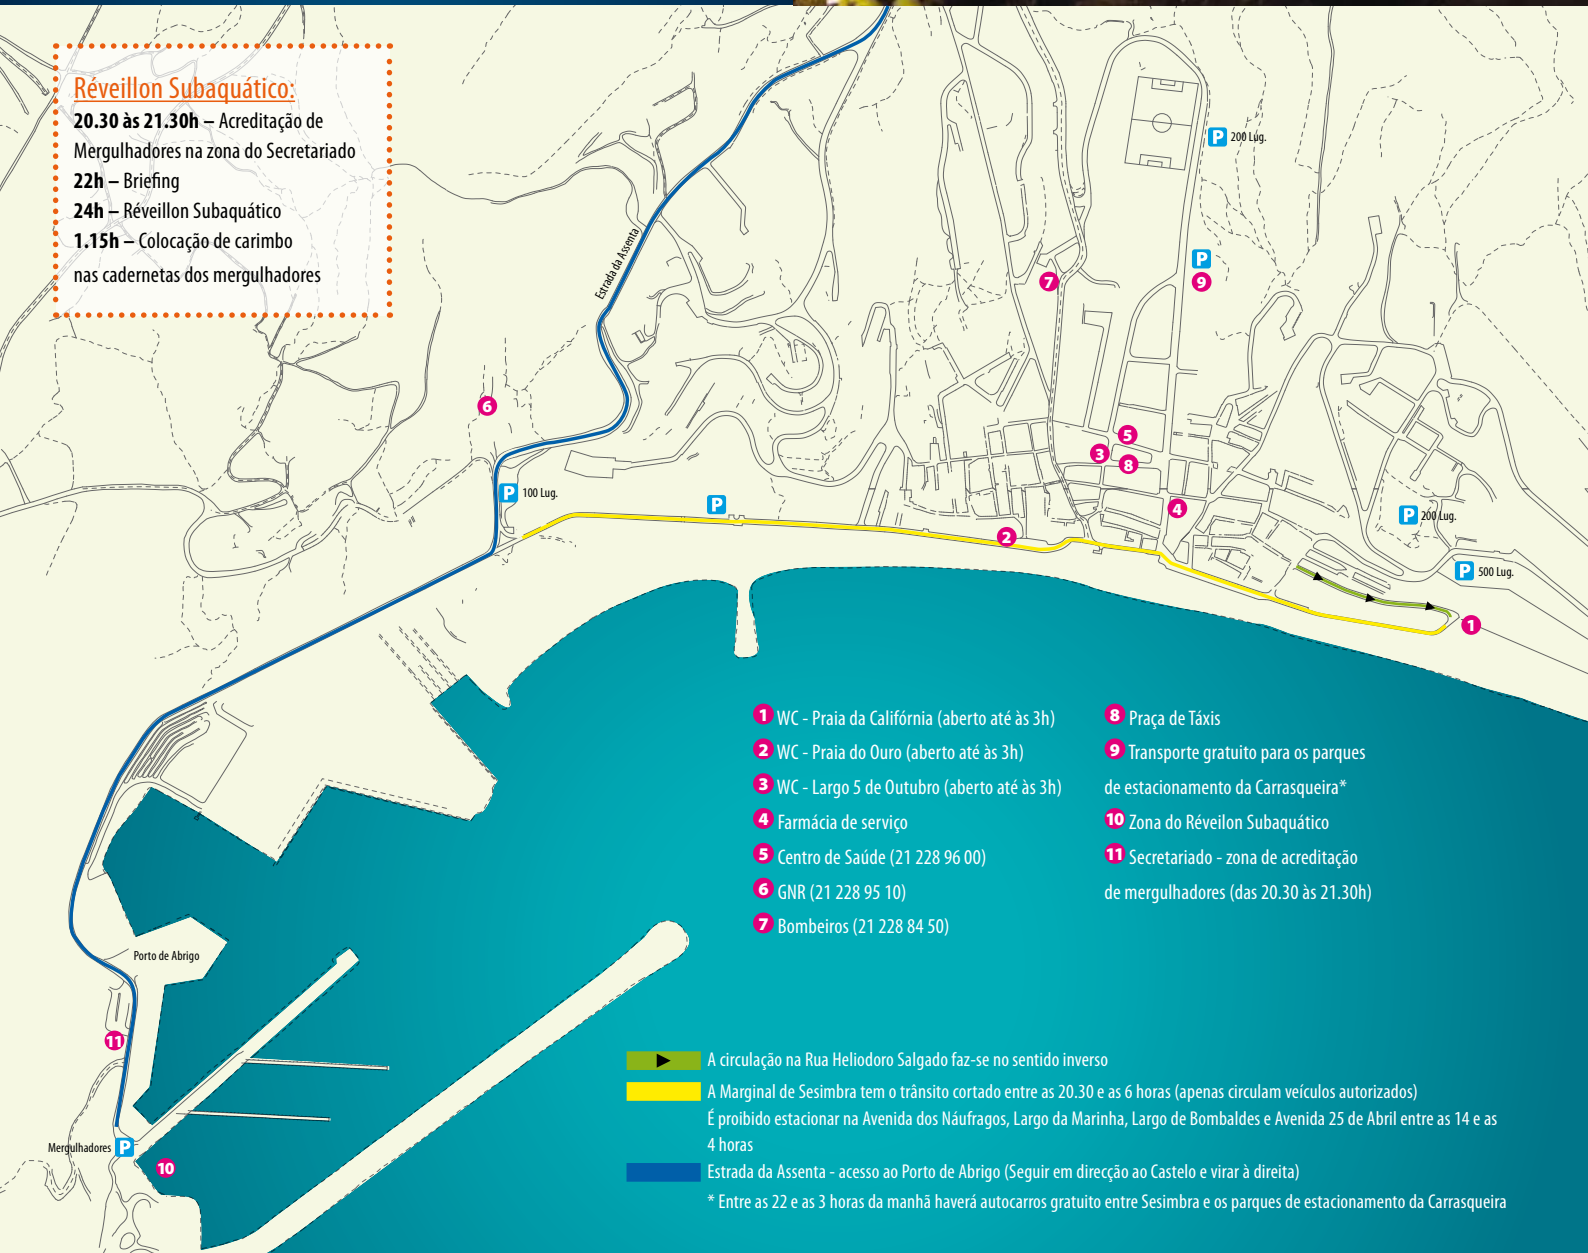 Réveillon Subaquático:
20.30 às 21.30h – Acreditação de
Mergulhadores na zona do Secretariado
22h – Briefing
24h – Réveillon Subaquático
1.15h – Colocação de carimbo
nas cadernetas dos mergulhadores
Estrada da Assenta
P 200 Lug.
P
9
7
6
5
3
8
4
P 100 Lug.
P
2
P 200 Lug.
P 500 Lug.
1
Porto de Abrigo
11
Mergulhadores P
10
1 WC - Praia da Califórnia (aberto até às 3h)
2 WC - Praia do Ouro (aberto até às 3h)
3 WC - Largo 5 de Outubro (aberto até às 3h)
4 Farmácia de serviço
5 Centro de Saúde (21 228 96 00)
6 GNR (21 228 95 10)
7 Bombeiros (21 228 84 50)
8 Praça de Táxis
9 Transporte gratuito para os parques
de estacionamento da Carrasqueira*
10 Zona do Réveilon Subaquático
11 Secretariado - zona de acreditação
de mergulhadores (das 20.30 às 21.30h)
A circulação na Rua Heliodoro Salgado faz-se no sentido inverso
A Marginal de Sesimbra tem o trânsito cortado entre as 20.30 e as 6 horas (apenas circulam veículos autorizados)
É proibido estacionar na Avenida dos Náufragos, Largo da Marinha, Largo de Bombaldes e Avenida 25 de Abril entre as 14 e as
4 horas
Estrada da Assenta - acesso ao Porto de Abrigo (Seguir em direcção ao Castelo e virar à direita)
* Entre as 22 e as 3 horas da manhã haverá autocarros gratuito entre Sesimbra e os parques de estacionamento da Carrasqueira